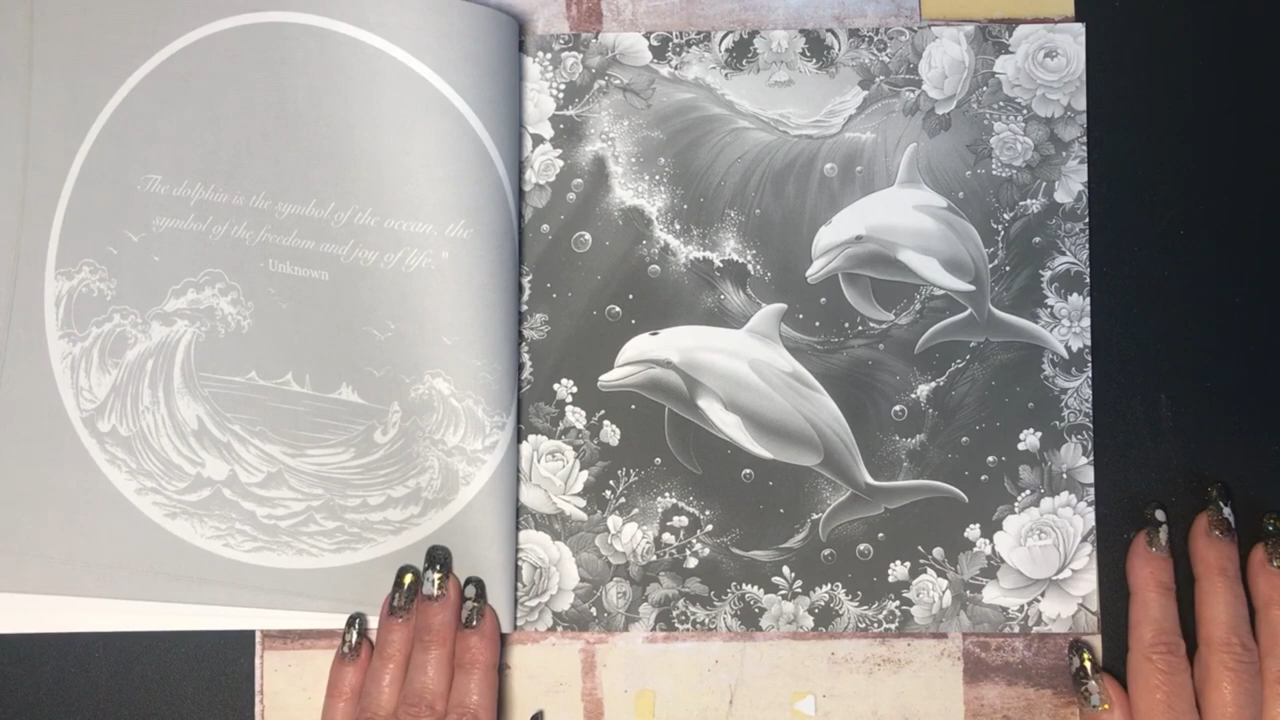 The dolphin is the symbol of the ocean, the
symbol of the freedom and joy of life."
- Unknown